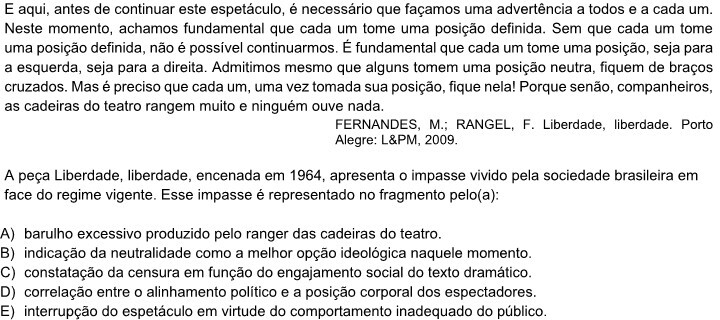 E aqui, antes de continuar este espetáculo, é necessário que façamos uma advertência a todos e a cada um.
Neste momento, achamos fundamental que cada um tome uma posição definida. Sem que cada um tome
uma posição definida, não é possível continuarmos. É fundamental que cada um tome uma posição, seja para
a esquerda, seja para a direita. Admitimos mesmo que alguns tomem uma posição neutra, fiquem de braços
cruzados. Mas é preciso que cada um, uma vez tomada sua posição, fique nela! Porque senão, companheiros,
as cadeiras do teatro rangem muito e ninguém ouve nada.
FERNANDES, M.; RANGEL, F. Liberdade, liberdade. Porto
Alegre: L&PM, 2009.
A peça Liberdade, liberdade, encenada em 1964, apresenta o impasse vivido pela sociedade brasileira em
face do regime vigente. Esse impasse é representado no fragmento pelo(a):
A) barulho excessivo produzido pelo ranger das cadeiras do teatro.
B) indicação da neutralidade como a melhor opção ideológica naquele momento.
C) constatação da censura em função do engajamento social do texto dramático.
D) correlação entre o alinhamento político e a posição corporal dos espectadores.
E) interrupção do espetáculo em virtude do comportamento inadequado do público.